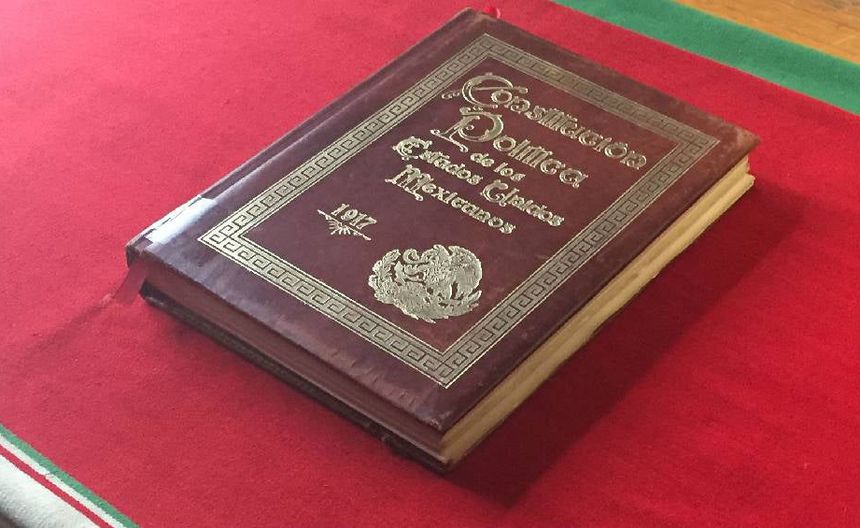 Constitución
Política
de los
Estados Unidos
Mexicanos
1917